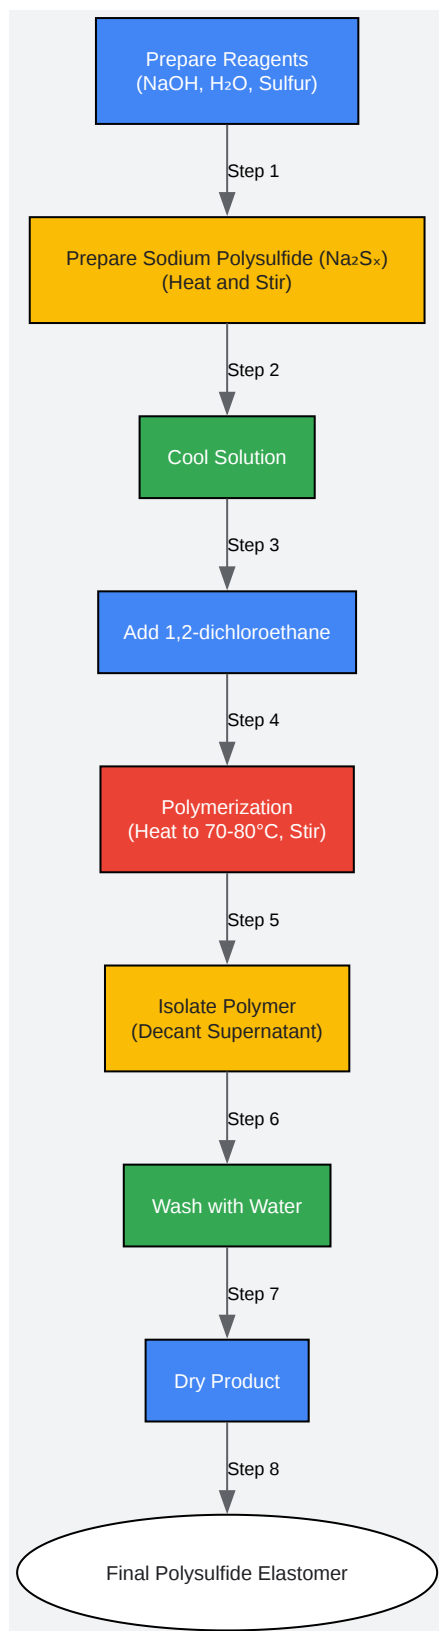 Prepare Reagents
(NaOH, H₂O, Sulfur)
Step 1
Prepare Sodium Polysulfide (Na₂Sₓ)
(Heat and Stir)
Step 2
Cool Solution
Step 3
Add 1,2-dichloroethane
Step 4
Polymerization
(Heat to 70-80°C, Stir)
Step 5
Isolate Polymer
(Decant Supernatant)
Step 6
Wash with Water
Step 7
Dry Product
Step 8
Final Polysulfide Elastomer